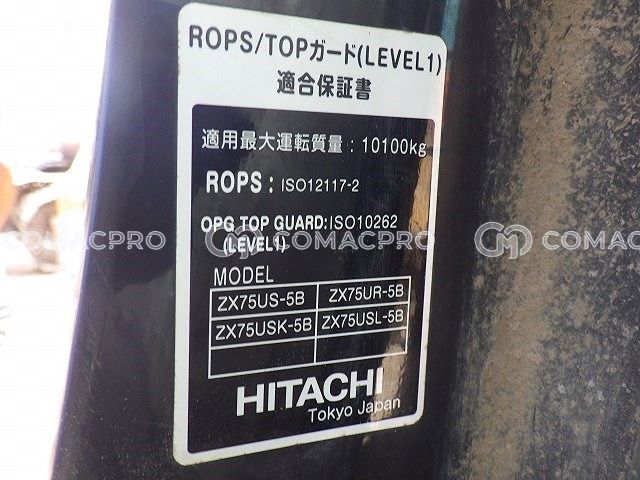 ROPS/TOPガード(LEVEL1)
適合保証書
適用最大運転質量：10100kg
ROPS：ISO12117-2
OPG TOP GUARD:ISO10262
(LEVEL1)
COMACPRO COMACPRO COMACPRO
MODEL
ZX75US-5B ZX75UR-5B
ZX75USK-5B ZX75USL-5B
HITACHI
Tokyo Japan